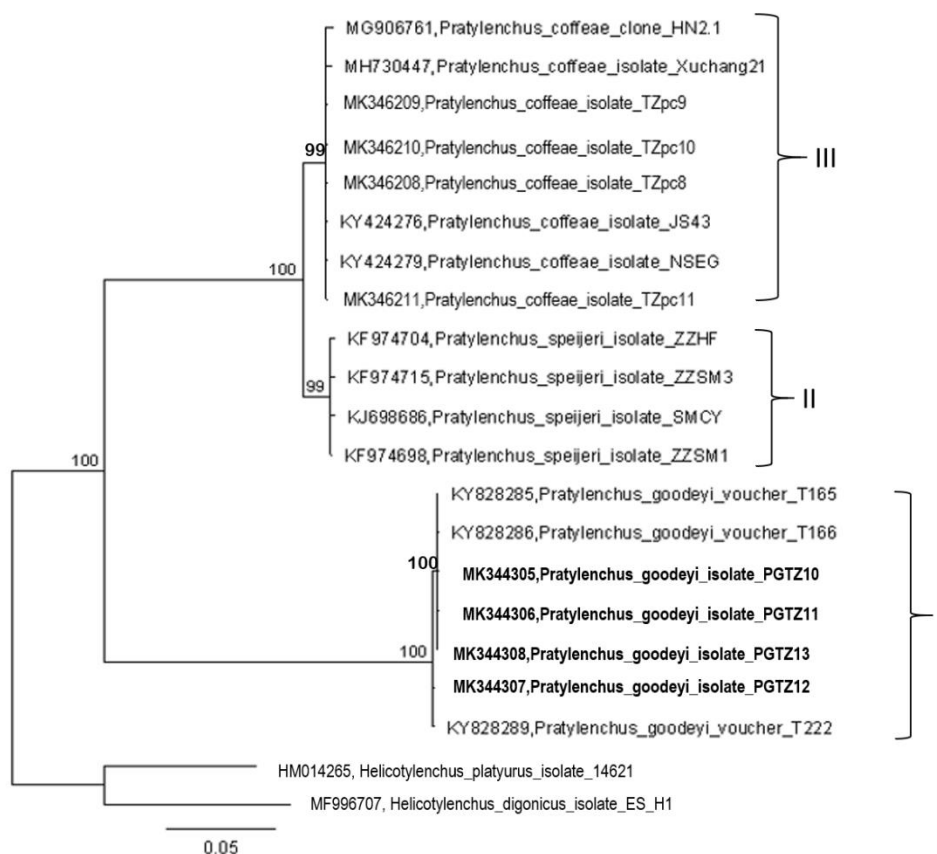 MG906761,Pratylenchus_coffeae_clone_HN2.1
MH730447,Pratylenchus_coffeae_isolate_Xuchang21
MK346209,Pratylenchus_coffeae_isolate_TZpc9
99
MK346210,Pratylenchus_coffeae_isolate_TZpc10
III
MK346208,Pratylenchus_coffeae_isolate_TZpc8
KY424276,Pratylenchus_coffeae_isolate_JS43
KY424279,Pratylenchus_coffeae_isolate_NSEG
100
MK346211,Pratylenchus_coffeae_isolate_TZpc11
KF974704,Pratylenchus_speijeri_isolate_ZZHF
KF974715,Pratylenchus_speijeri_isolate_ZZSM3
99
II
KJ698686,Pratylenchus_speijeri_isolate_SMCY
KF974698,Pratylenchus_speijeri_isolate_ZZSM1
100
KY828285,Pratylenchus_goodeyi_voucher_T165
KY828286,Pratylenchus_goodeyi_voucher_T166
100
MK344305,Pratylenchus_goodeyi_isolate_PGTZ10
MK344306,Pratylenchus_goodeyi_isolate_PGTZ11
100
MK344308,Pratylenchus_goodeyi_isolate_PGTZ13
MK344307,Pratylenchus_goodeyi_isolate_PGTZ12
KY828289,Pratylenchus_goodeyi_voucher_T222
HM014265, Helicotylenchus_platyurus_isolate_14621
MF996707, Helicotylenchus_digonicus_isolate_ES_H1
0.05